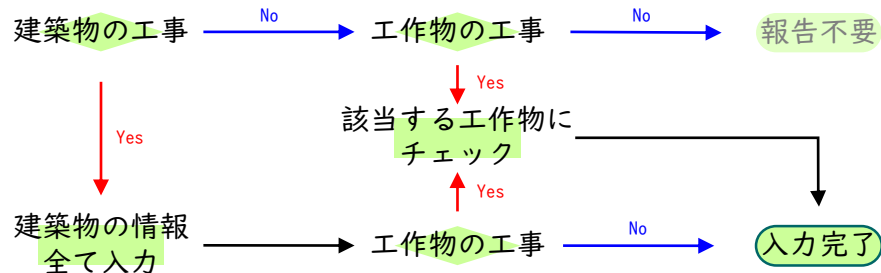 建築物の工事
No
工作物の工事
No
報告不要
Yes
Yes
該当する工作物に
チェック
Yes
建築物の情報
全て入力
工作物の工事
No
入力完了